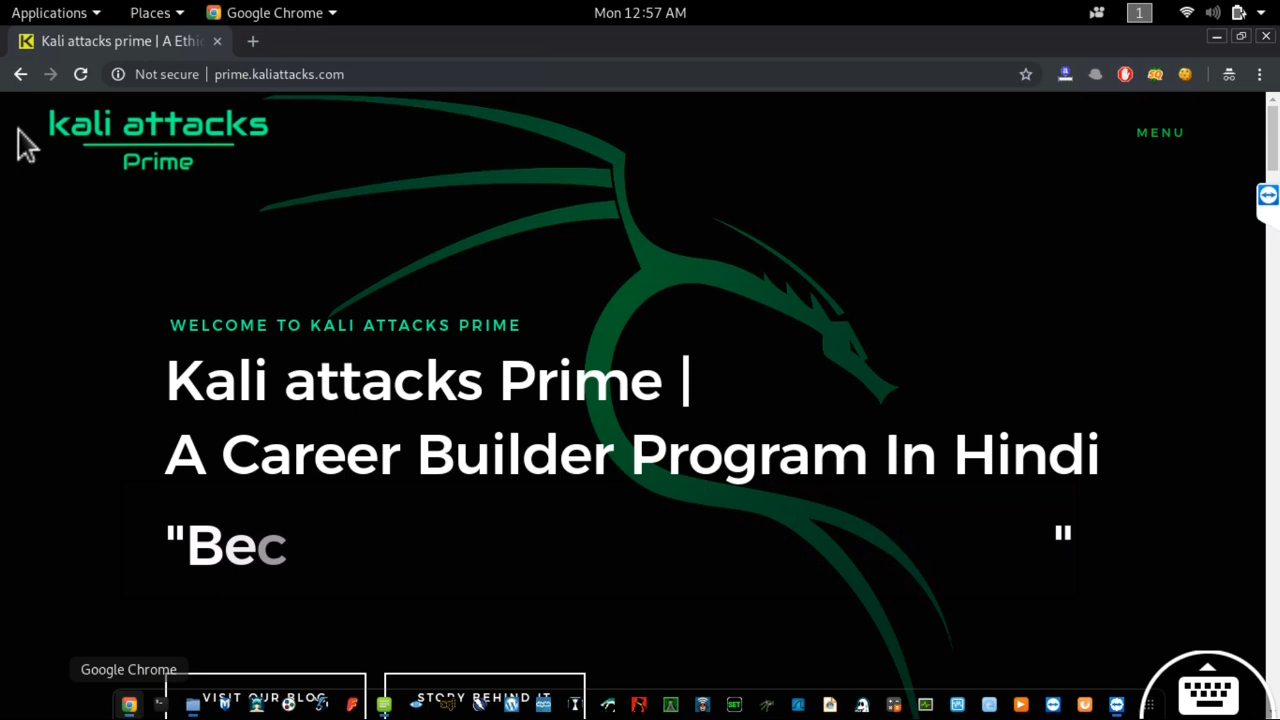 Applications Places Google Chrome Mon 12:57 AM 1
Kali attacks prime | A Ethic
Not secure | prime.kaliattacks.com
kali attacks
Prime
MENU
WELCOME TO KALI ATTACKS PRIME
Kali attacks Prime |
A Career Builder Program In Hindi
"Bec "
Google Chrome
VISIT OUR BLOG STORY BEHIND IT
SET